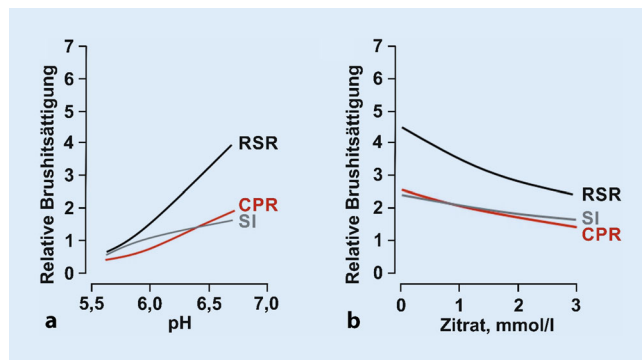 Relative Brushitsättigung
7
6
5
4
3
2
1
0
RSR
CPR
SI
5,5
6,0
6,5
7,0
pH
a
Relative Brushitsättigung
7
6
5
4
3
2
1
0
RSR
SI
CPR
0
1
2
3
Zitrat, mmol/l
b